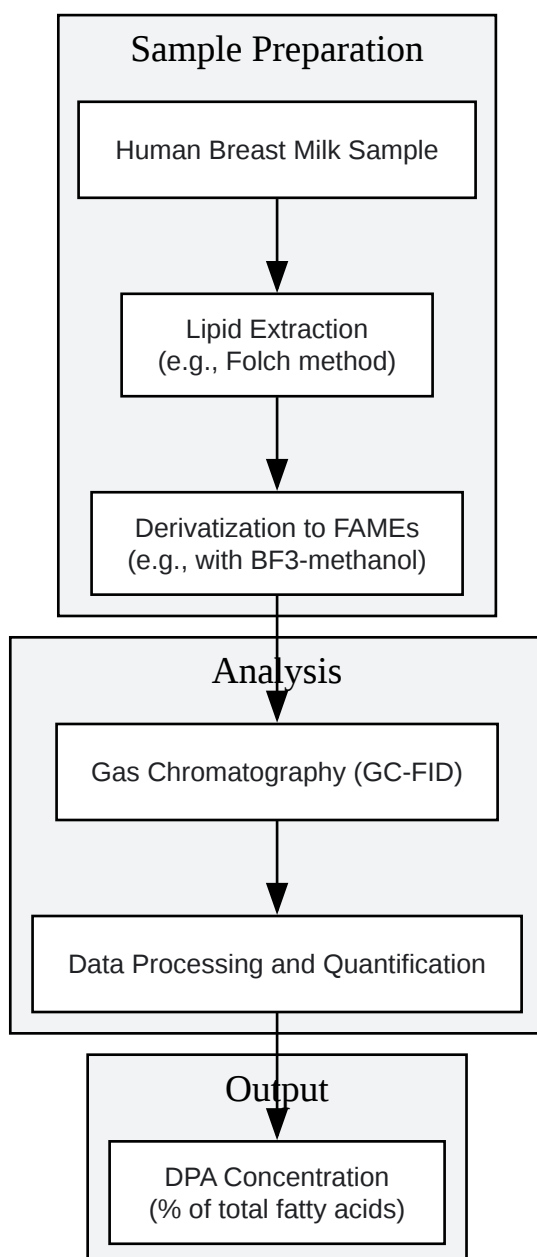 Sample Preparation
Human Breast Milk Sample
Lipid Extraction
(e.g., Folch method)
Derivatization to FAMEs
(e.g., with BF3-methanol)
Analysis
Gas Chromatography (GC-FID)
Data Processing and Quantification
Output
DPA Concentration
(% of total fatty acids)